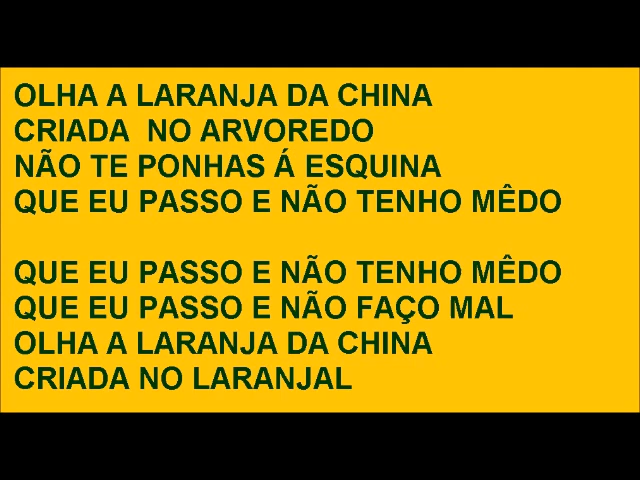 OLHA A LARANJA DA CHINA
CRIADA  NO ARVOREDO
NÃO TE PONHAS Á ESQUINA
QUE EU PASSO E NÃO TENHO MÊDO

QUE EU PASSO E NÃO TENHO MÊDO
QUE EU PASSO E NÃO FAÇO MAL
OLHA A LARANJA DA CHINA
CRIADA NO LARANJAL